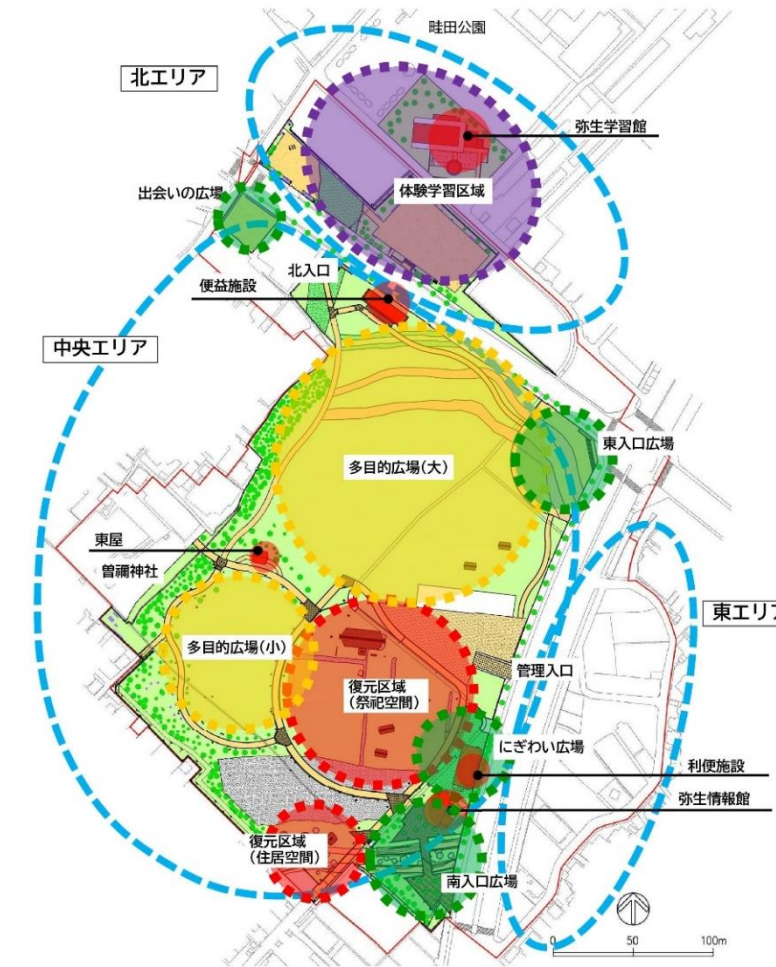 畦田公園
北エリア
弥生学習館
体験学習区域
出会いの広場
北入口
便益施設
中央エリア
東入口広場
多目的広場(大)
東屋
曽禰神社
東エリア
多目的広場(小)
管理入口
復元区域
(祭祀空間)
にぎわい広場
利便施設
弥生情報館
復元区域
(住居空間)
南入口広場
0 50 100m